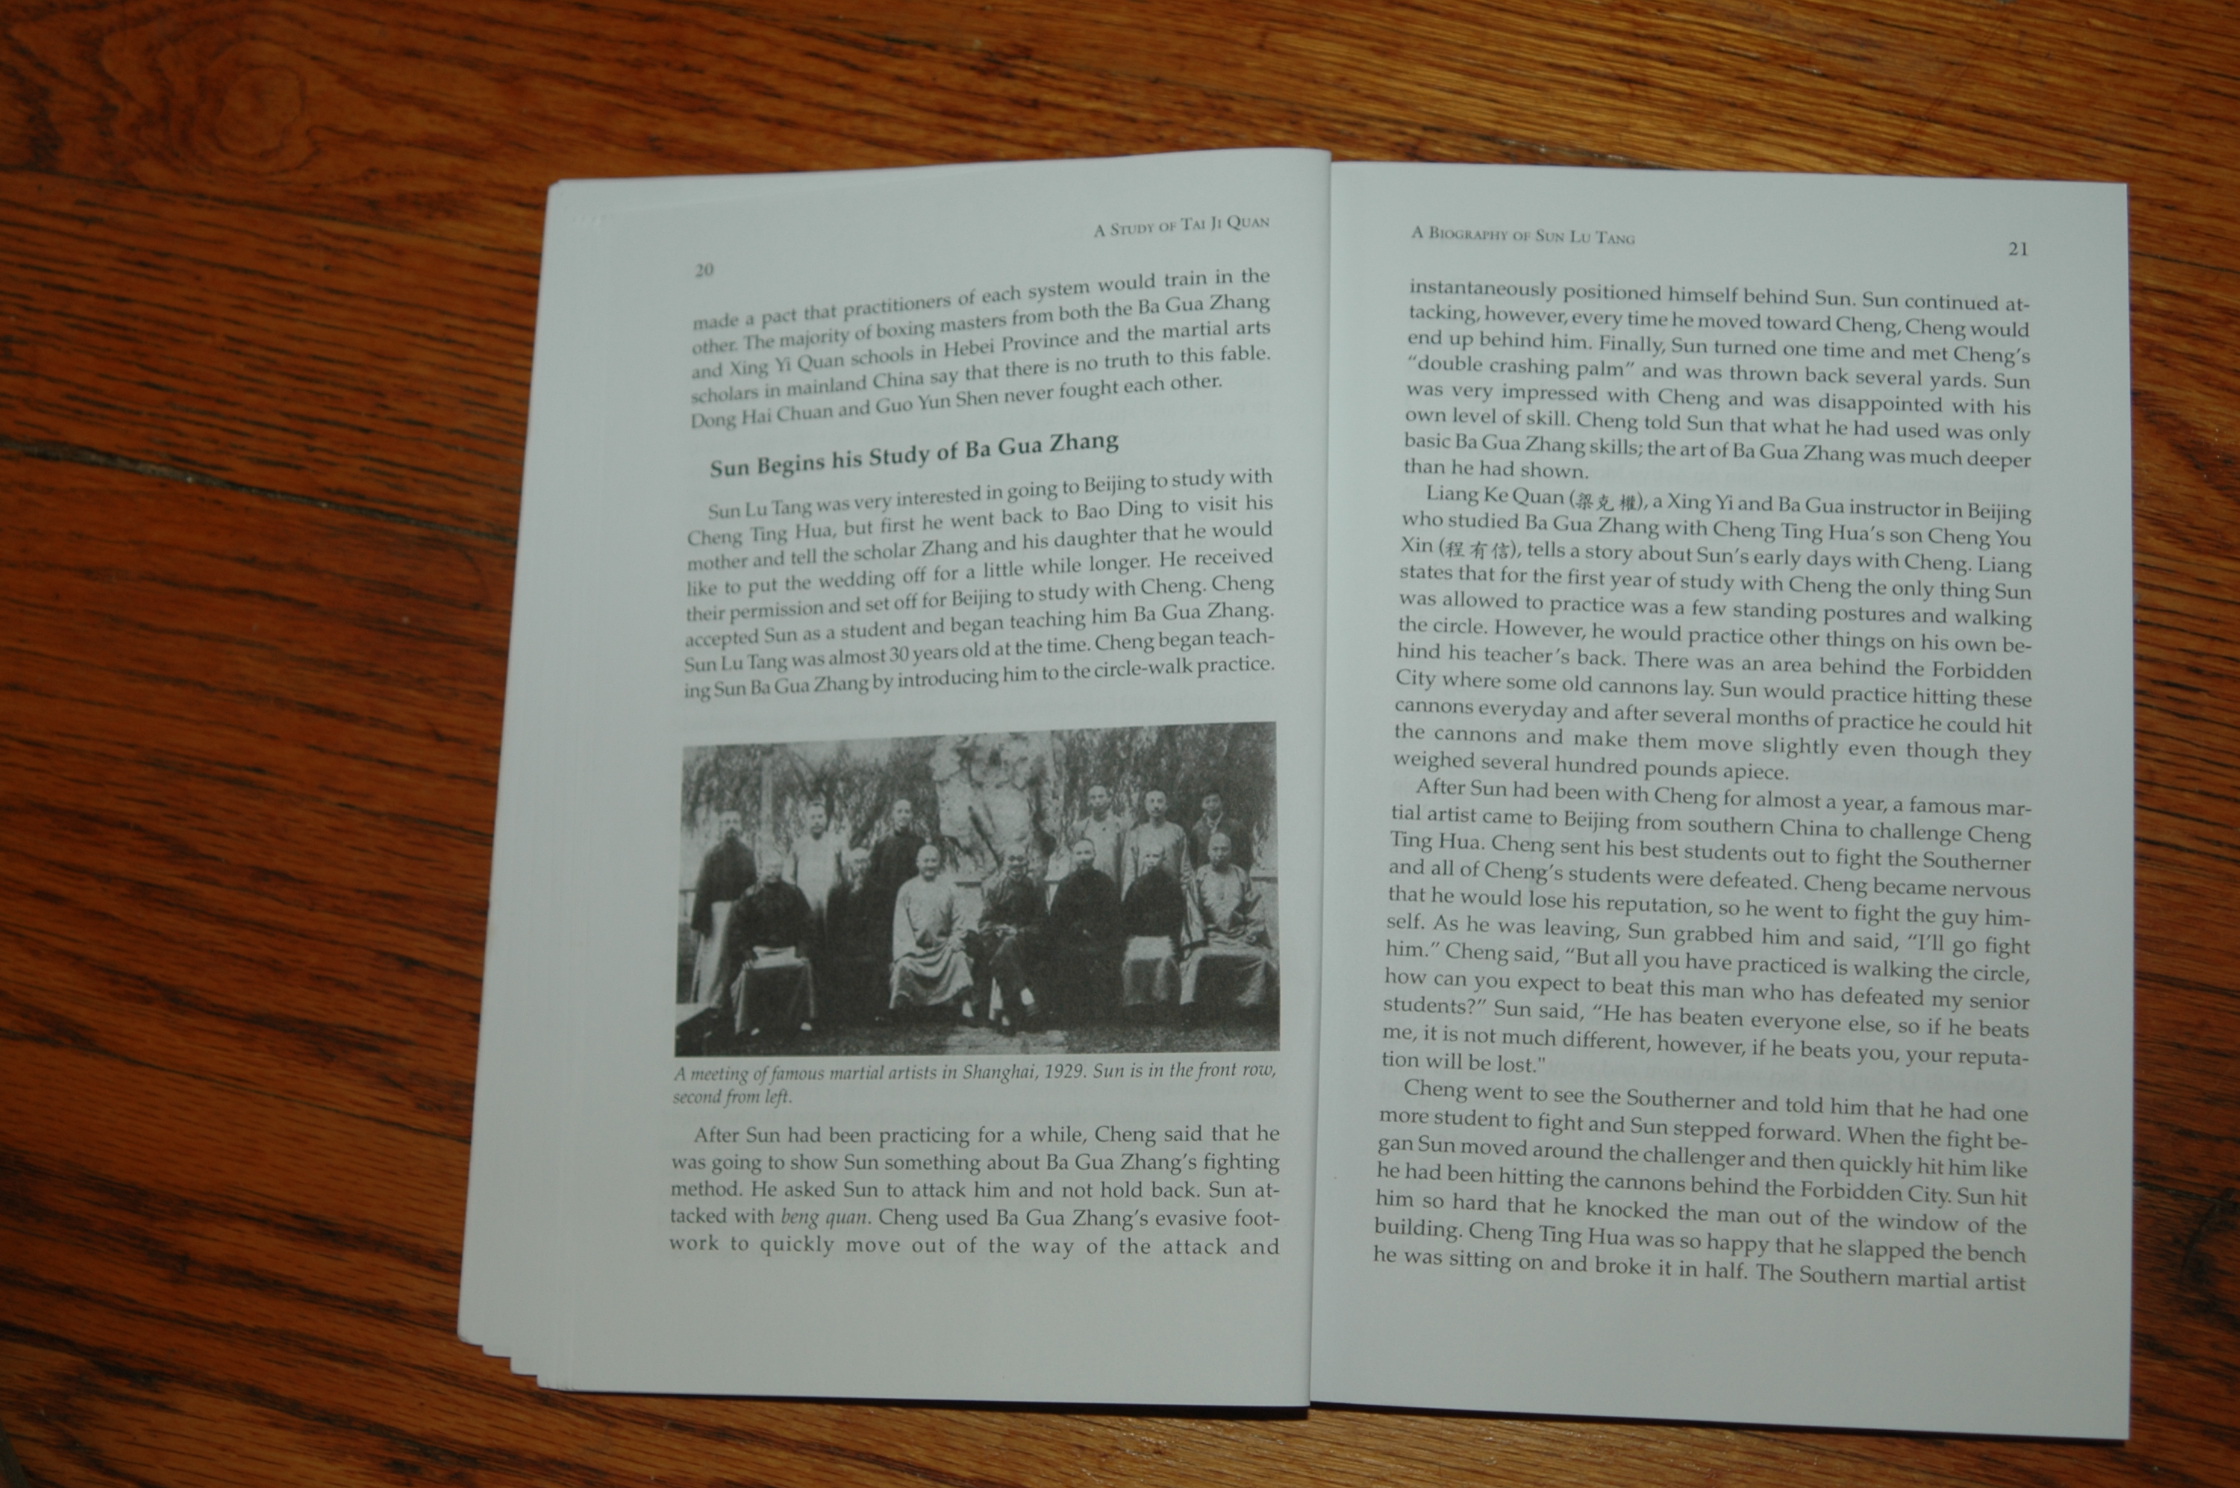 A Study of Tai Ji Quan
20
made a pact that practitioners of each system would train in the
other. The majority of boxing masters from both the Ba Gua Zhang
and Xing Yi Quan schools in Hebei Province and the martial arts
scholars in mainland China say that there is no truth to this fable.
Dong Hai Chuan and Guo Yun Shen never fought each other.
Sun Begins his Study of Ba Gua Zhang
Sun Lu Tang was very interested in going to Beijing to study with
Cheng Ting Hua, but first he went back to Bao Ding to visit his
mother and tell the scholar Zhang and his daughter that he would
like to put the wedding off for a little while longer. He received
their permission and set off for Beijing to study with Cheng. Cheng
accepted Sun as a student and began teaching him Ba Gua Zhang.
Sun Lu Tang was almost 30 years old at the time. Cheng began teach-
ing Sun Ba Gua Zhang by introducing him to the circle-walk practice.
A meeting of famous martial artists in Shanghai, 1929. Sun is in the front row,
second from left.
After Sun had been practicing for a while, Cheng said that he
was going to show Sun something about Ba Gua Zhang's fighting
method. He asked Sun to attack him and not hold back. Sun at-
tacked with beng quan. Cheng used Ba Gua Zhang's evasive foot-
work to quickly move out of the way of the attack and
A Biography of Sun Lu Tang
21
instantaneously positioned himself behind Sun. Sun continued at-
tacking, however, every time he moved toward Cheng, Cheng would
end up behind him. Finally, Sun turned one time and met Cheng's
"double crashing palm" and was thrown back several yards. Sun
was very impressed with Cheng and was disappointed with his
own level of skill. Cheng told Sun that what he had used was only
basic Ba Gua Zhang skills; the art of Ba Gua Zhang was much deeper
than he had shown.
Liang Ke Quan (梁克權), a Xing Yi and Ba Gua instructor in Beijing
who studied Ba Gua Zhang with Cheng Ting Hua's son Cheng You
Xin (程有信), tells a story about Sun's early days with Cheng. Liang
states that for the first year of study with Cheng the only thing Sun
was allowed to practice was a few standing postures and walking
the circle. However, he would practice other things on his own be-
hind his teacher's back. There was an area behind the Forbidden
City where some old cannons lay. Sun would practice hitting these
cannons everyday and after several months of practice he could hit
the cannons and make them move slightly even though they
weighed several hundred pounds apiece.
After Sun had been with Cheng for almost a year, a famous mar-
tial artist came to Beijing from southern China to challenge Cheng
Ting Hua. Cheng sent his best students out to fight the Southerner
and all of Cheng's students were defeated. Cheng became nervous
that he would lose his reputation, so he went to fight the guy him-
self. As he was leaving, Sun grabbed him and said, "I'll go fight
him." Cheng said, "But all you have practiced is walking the circle,
how can you expect to beat this man who has defeated my senior
students?" Sun said, "He has beaten everyone else, so if he beats
me, it is not much different, however, if he beats you, your reputa-
tion will be lost."
Cheng went to see the Southerner and told him that he had one
more student to fight and Sun stepped forward. When the fight be-
gan Sun moved around the challenger and then quickly hit him like
he had been hitting the cannons behind the Forbidden City. Sun hit
him so hard that he knocked the man out of the window of the
building. Cheng Ting Hua was so happy that he slapped the bench
he was sitting on and broke it in half. The Southern martial artist